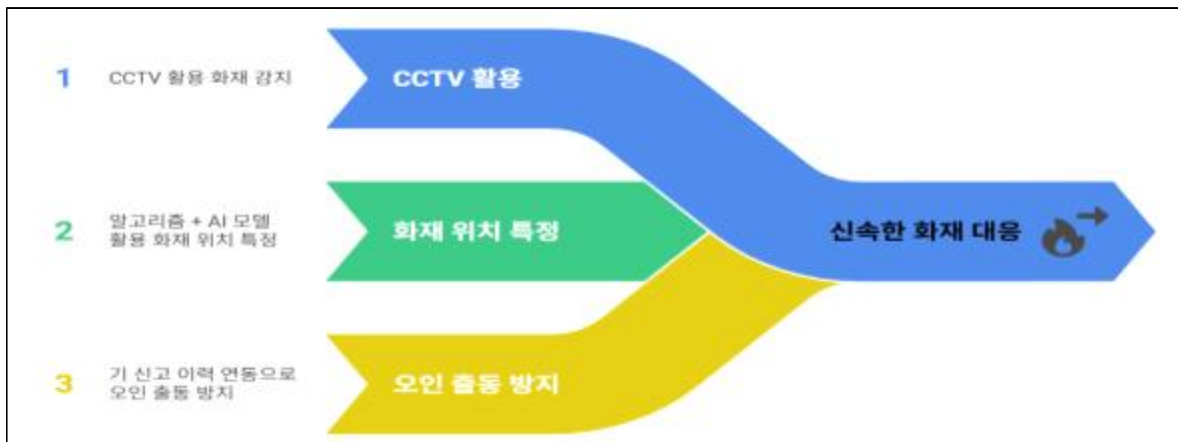 1
CCTV 활용 화재 감지
CCTV 활용
2
알고리즘 + AI 모델
활용 화재 위치 특정
화재 위치 특정
신속한 화재 대응
3
기 신고 이력 연동으로
오인 출동 방지
오인 출동 방지